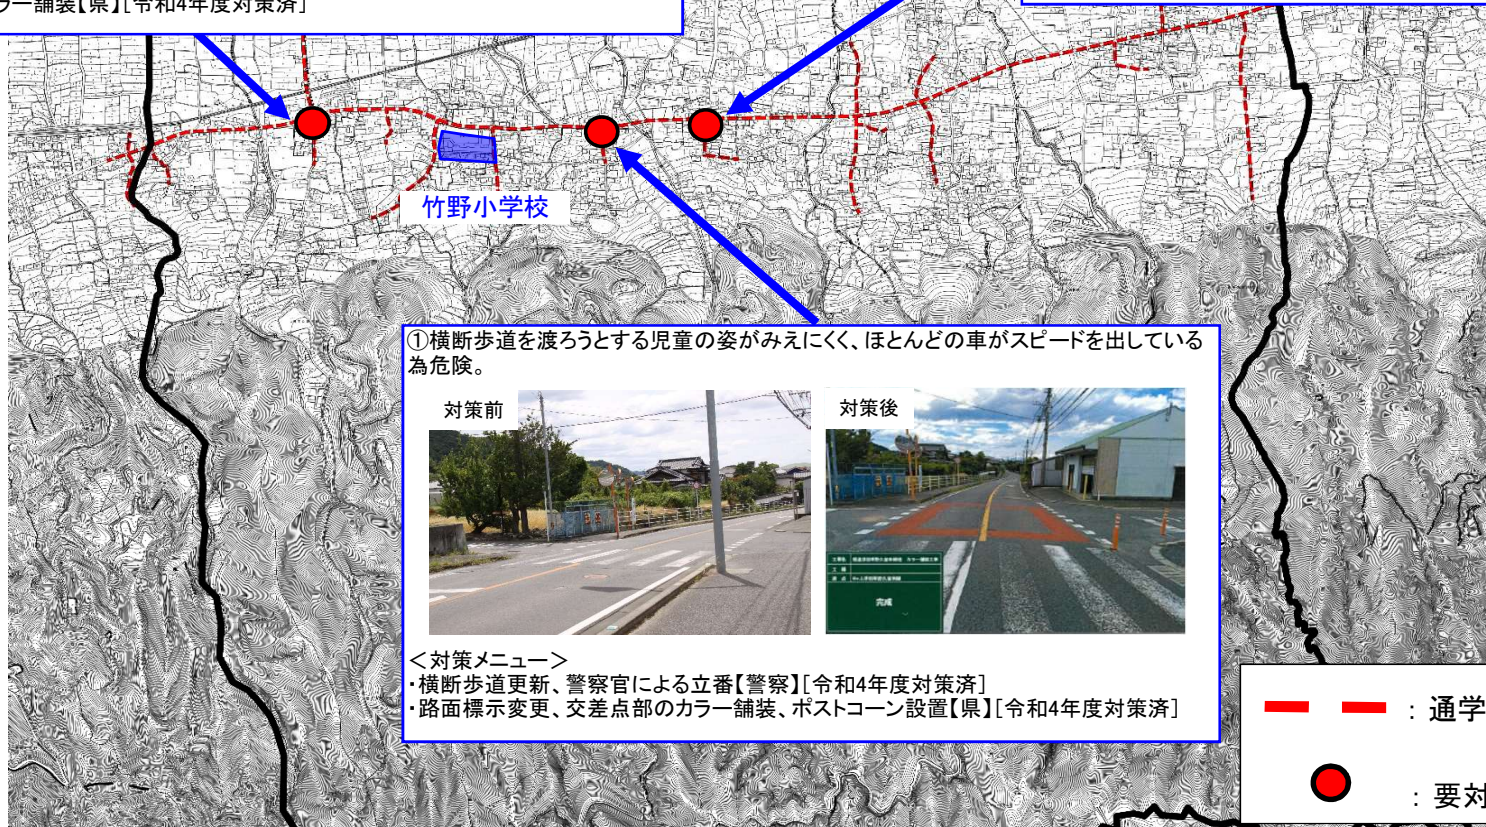 ラー舗装【県】[令和4年度対策済]
竹野小学校
①横断歩道を渡ろうとする児童の姿がみえにくく、ほとんどの車がスピードを出している
為危険。
対策前
対策後
完成
＜対策メニュー＞
・横断歩道更新、警察官による立番【警察】[令和4年度対策済]
・路面標示変更、交差点部のカラー舗装、ポストコーン設置【県】[令和4年度対策済]
：通学
：要対